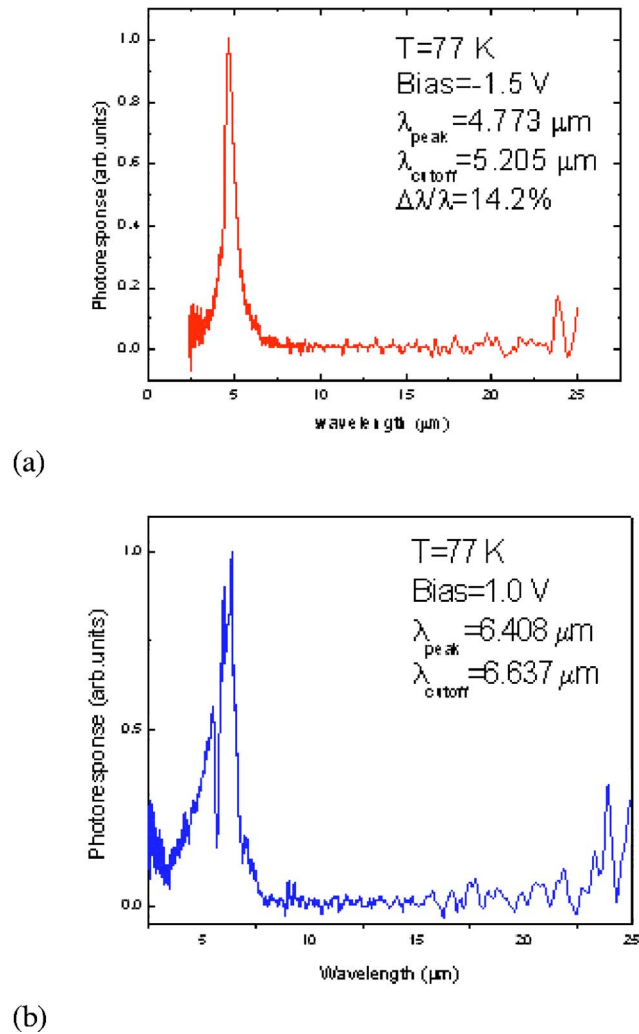 1.0
0.8
0.6
0.4
0.2
0.0
Photoresponse (arb.units)
T=77 K
Bias=-1.5 V
λpeak=4.773 μm
λcutoff=5.205 μm
Δλ/λ=14.2%
0 5 10 15 20 25
wavelength (μm)
(a)
1.0
0.5
0.0
Photoresponse (arb.units)
T=77 K
Bias=1.0 V
λpeak=6.408 μm
λcutoff=6.637 μm
5 10 15 20 25
Wavelength (μm)
(b)